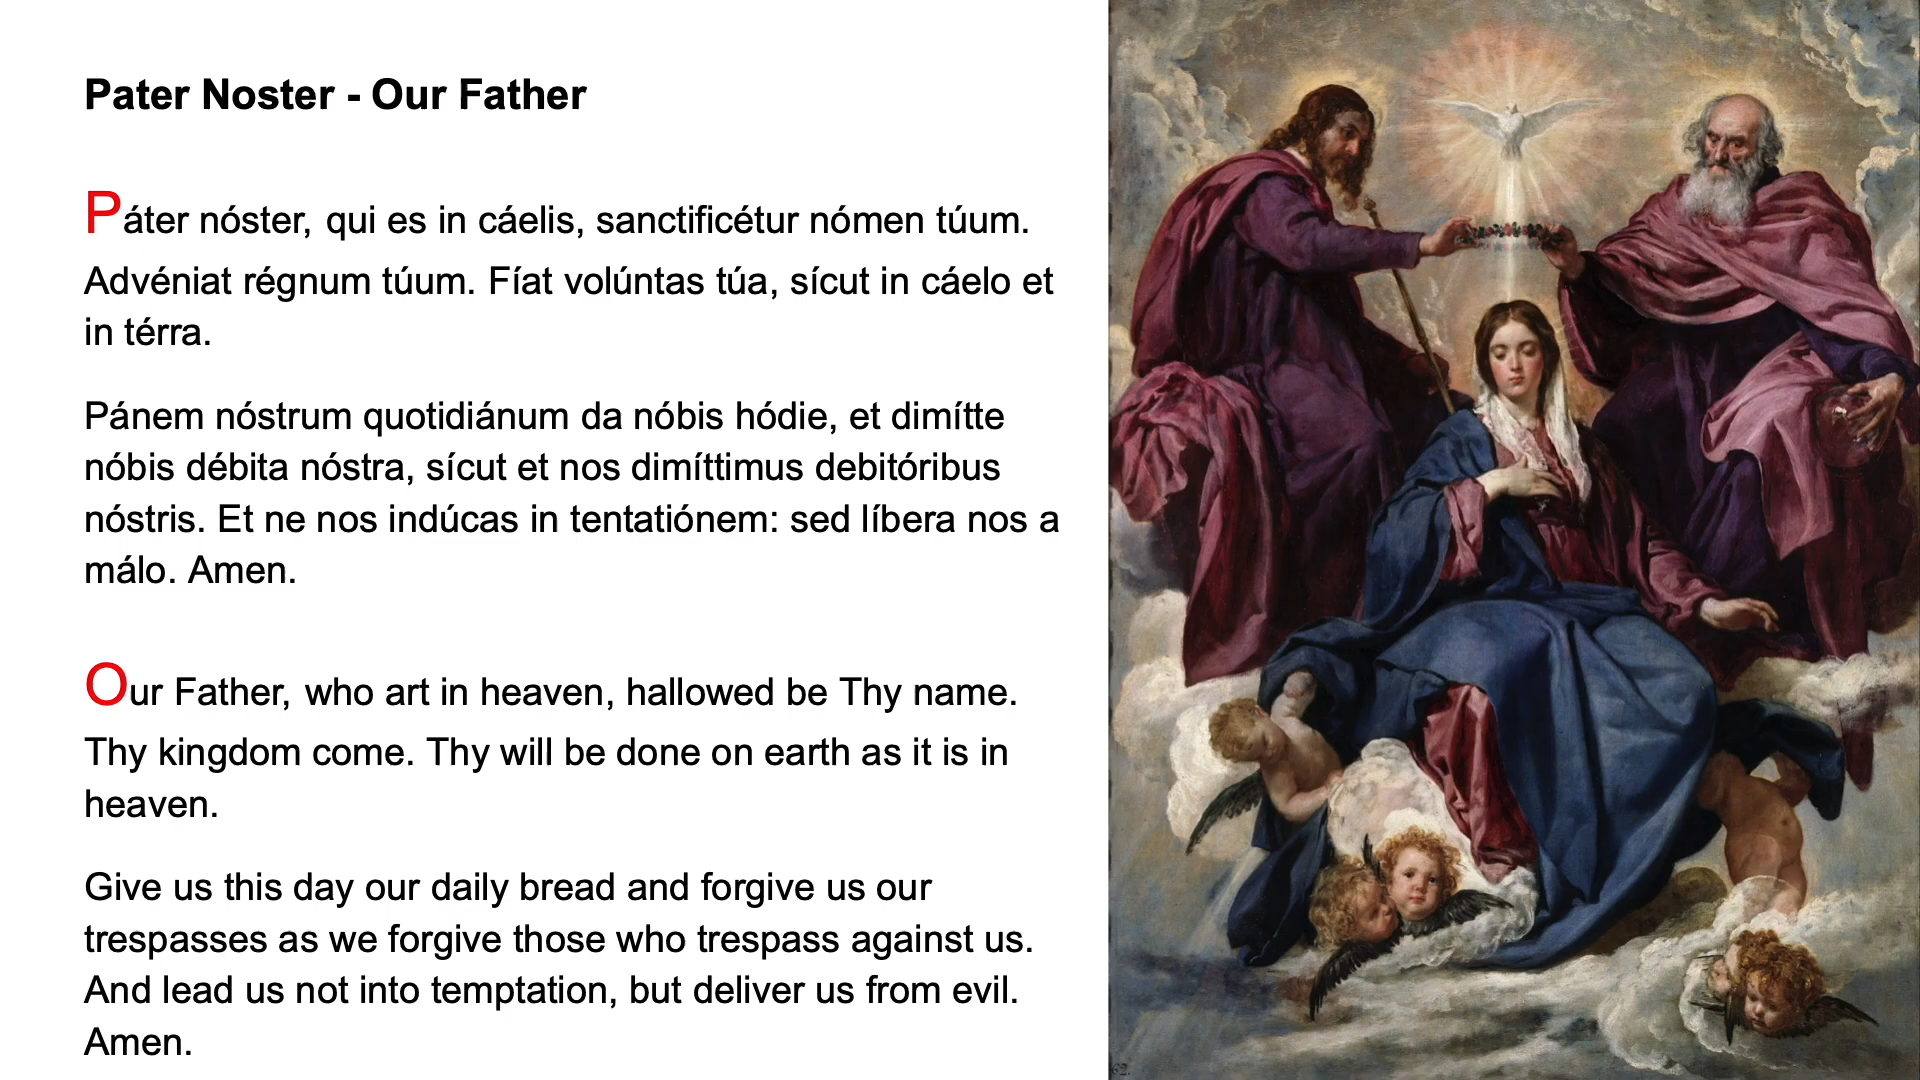 Pater Noster - Our Father
Páter nóster, qui es in cáelis, sanctificétur nómen túum.
Advéniat régnum túum. Fíat volúntas túa, sícut in cáelo et
in térra.
Pánem nóstrum quotidiánum da nóbis hódie, et dimítte
nóbis débita nóstra, sícut et nos dimíttimus debitóribus
nóstris. Et ne nos indúcas in tentatiónem: sed líbera nos a
málo. Amen.
Our Father, who art in heaven, hallowed be Thy name.
Thy kingdom come. Thy will be done on earth as it is in
heaven.
Give us this day our daily bread and forgive us our
trespasses as we forgive those who trespass against us.
And lead us not into temptation, but deliver us from evil.
Amen.
62.